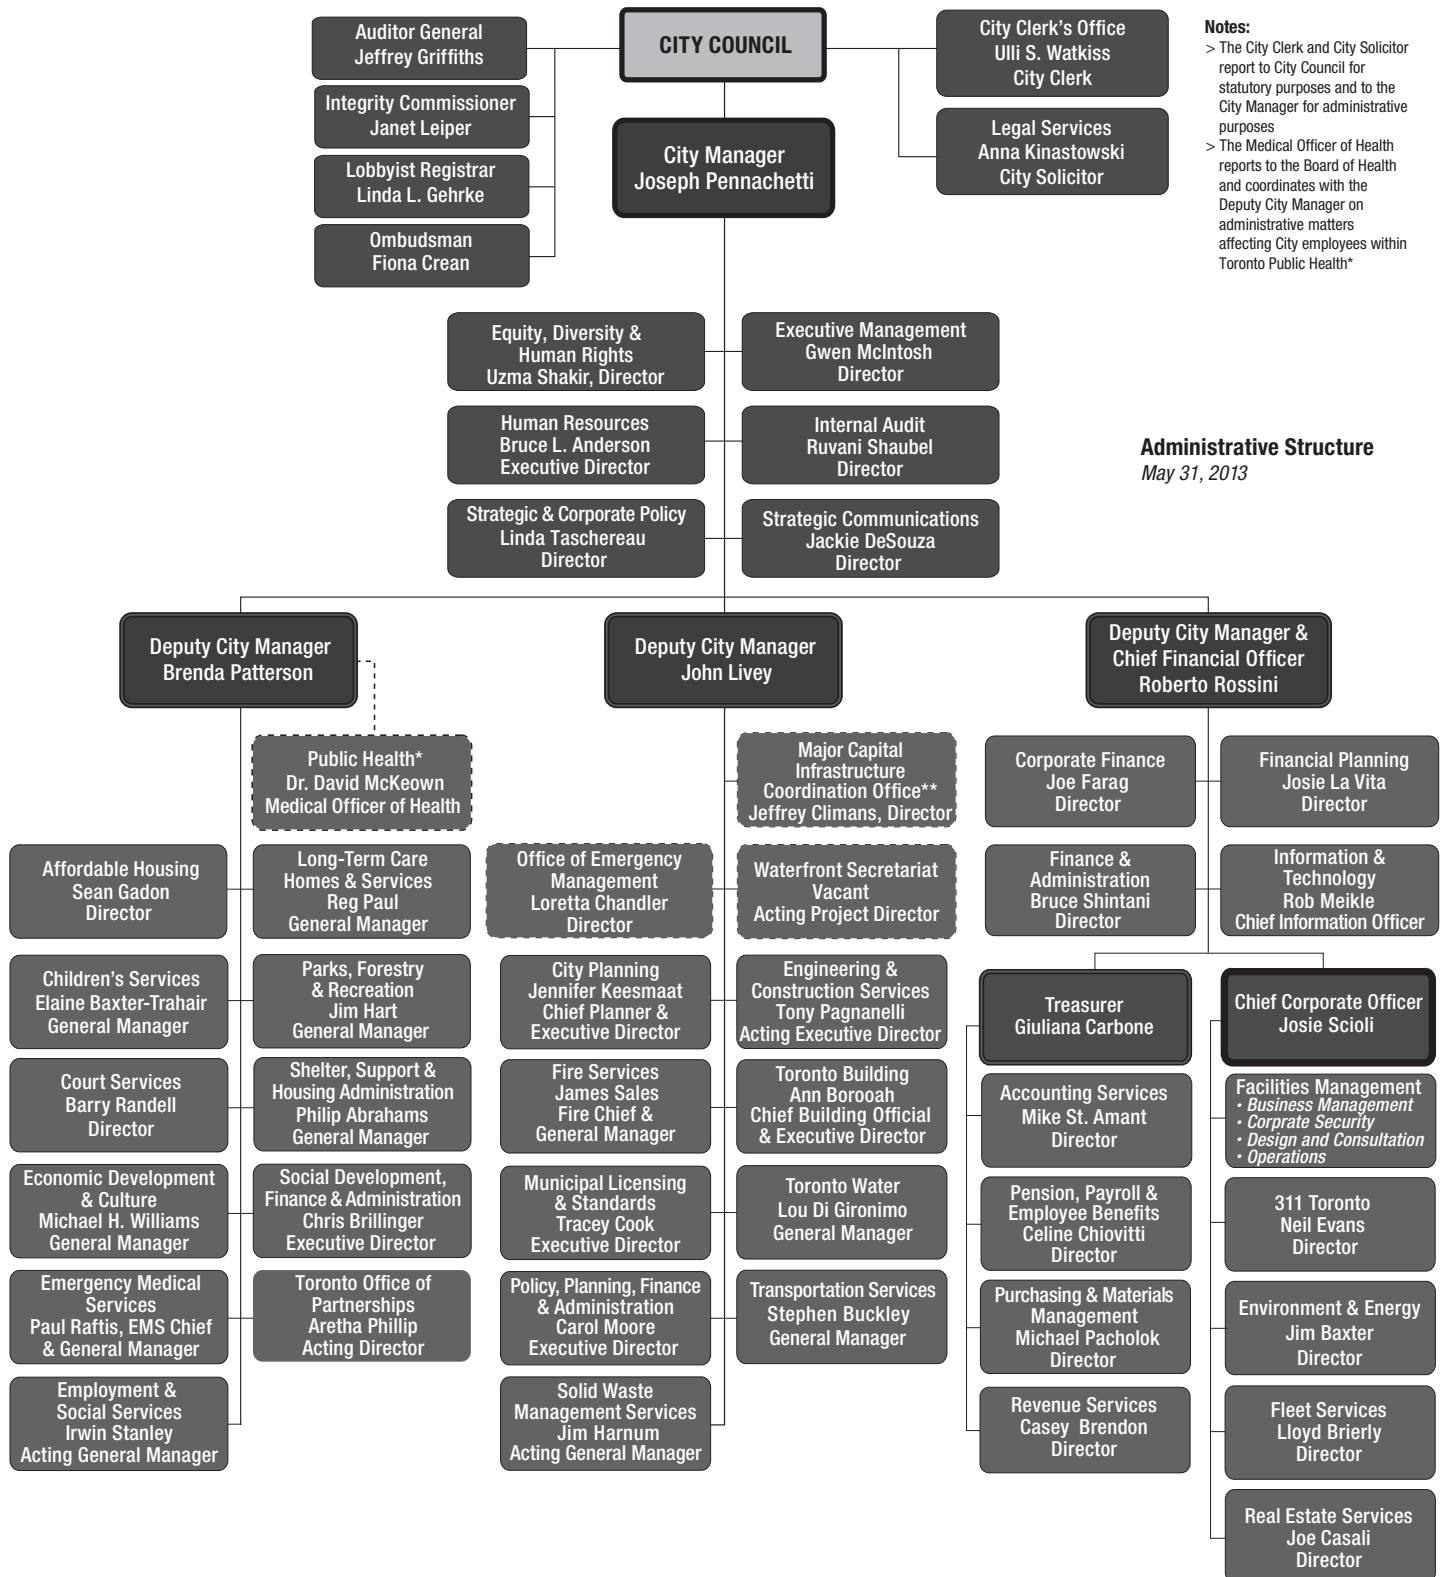 Auditor General
Jeffrey Griffiths
Integrity Commissioner
Janet Leiper
Lobbyist Registrar
Linda L. Gehrke
Ombudsman
Fiona Crean
CITY COUNCIL
City Manager
Joseph Pennachetti
City Clerk's Office
Ulli S. Watkiss
City Clerk
Legal Services
Anna Kinastowski
City Solicitor
Notes:
> The City Clerk and City Solicitor
report to City Council for
statutory purposes and to the
City Manager for administrative
purposes
> The Medical Officer of Health
reports to the Board of Health
and coordinates with the
Deputy City Manager on
administrative matters
affecting City employees within
Toronto Public Health*
Equity, Diversity &
Human Rights
Uzma Shakir, Director
Executive Management
Gwen McIntosh
Director
Human Resources
Bruce L. Anderson
Executive Director
Internal Audit
Ruvani Shaubel
Director
Strategic & Corporate Policy
Linda Taschereau
Director
Strategic Communications
Jackie DeSouza
Director
Administrative Structure
May 31, 2013
Deputy City Manager
Brenda Patterson
Public Health*
Dr. David McKeown
Medical Officer of Health
Affordable Housing
Sean Gadon
Director
Long-Term Care
Homes & Services
Reg Paul
General Manager
Children's Services
Elaine Baxter-Trahair
General Manager
Parks, Forestry
& Recreation
Jim Hart
General Manager
Court Services
Barry Randell
Director
Shelter, Support &
Housing Administration
Philip Abrahams
General Manager
Economic Development
& Culture
Michael H. Williams
General Manager
Social Development,
Finance & Administration
Chris Brillinger
Executive Director
Emergency Medical
Services
Paul Raftis, EMS Chief
& General Manager
Toronto Office of
Partnerships
Aretha Phillip
Acting Director
Employment &
Social Services
Irwin Stanley
Acting General Manager
Deputy City Manager
John Livey
Major Capital
Infrastructure
Coordination Office**
Jeffrey Climans, Director
Office of Emergency
Management
Loretta Chandler
Director
Waterfront Secretariat
Vacant
Acting Project Director
City Planning
Jennifer Keesmaat
Chief Planner &
Executive Director
Engineering &
Construction Services
Tony Pagnanelli
Acting Executive Director
Fire Services
James Sales
Fire Chief &
General Manager
Toronto Building
Ann Borooah
Chief Building Official
& Executive Director
Municipal Licensing
& Standards
Tracey Cook
Executive Director
Toronto Water
Lou Di Gironimo
General Manager
Policy, Planning, Finance
& Administration
Carol Moore
Executive Director
Transportation Services
Stephen Buckley
General Manager
Solid Waste
Management Services
Jim Harnum
Acting General Manager
Deputy City Manager &
Chief Financial Officer
Roberto Rossini
Corporate Finance
Joe Farag
Director
Financial Planning
Josie La Vita
Director
Finance &
Administration
Bruce Shintani
Director
Information &
Technology
Rob Meikle
Chief Information Officer
Treasurer
Giuliana Carbone
Accounting Services
Mike St. Amant
Director
Pension, Payroll &
Employee Benefits
Celine Chiovitti
Director
Purchasing & Materials
Management
Michael Pacholok
Director
Revenue Services
Casey Brendon
Director
Chief Corporate Officer
Josie Scioli
Facilities Management
• Business Management
• Corprate Security
• Design and Consultation
• Operations
311 Toronto
Neil Evans
Director
Environment & Energy
Jim Baxter
Director
Fleet Services
Lloyd Brierly
Director
Real Estate Services
Joe Casali
Director